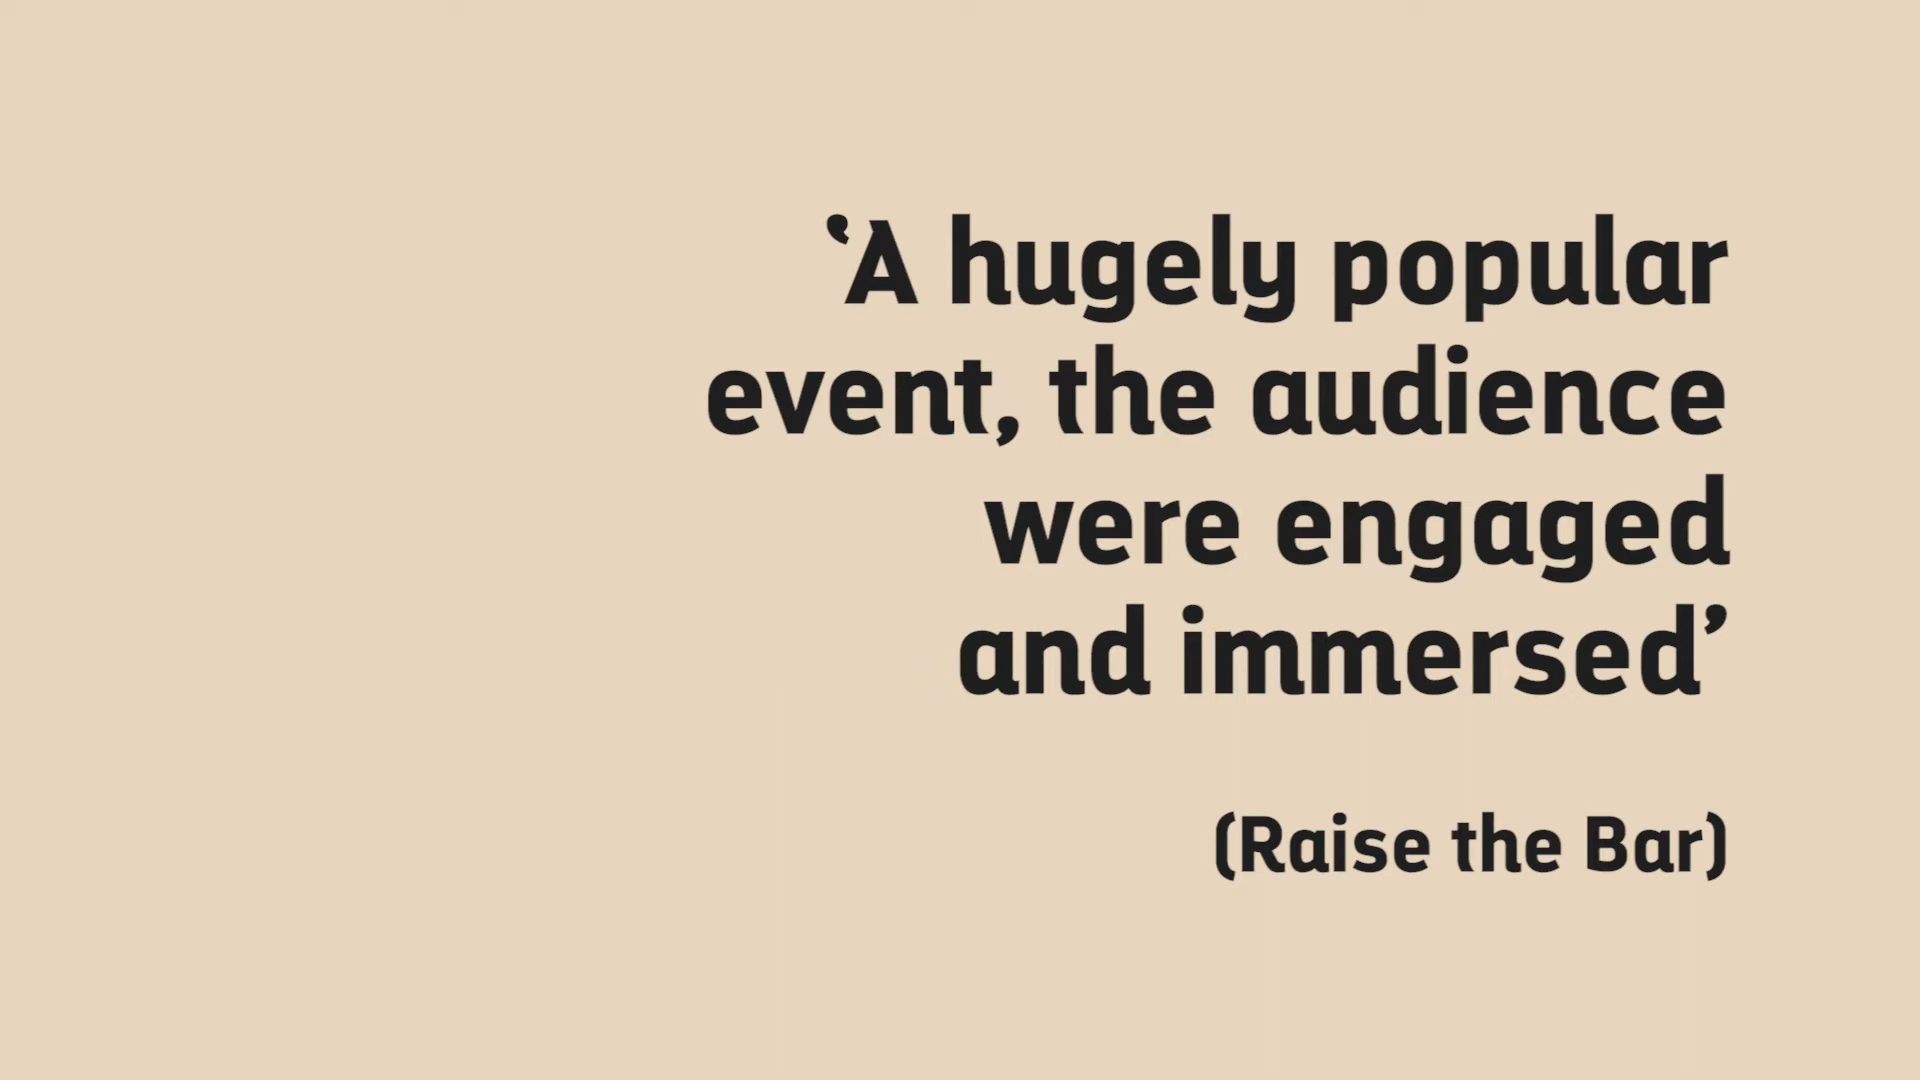 ‘A hugely popular
event, the audience
were engaged
and immersed’
(Raise the Bar)